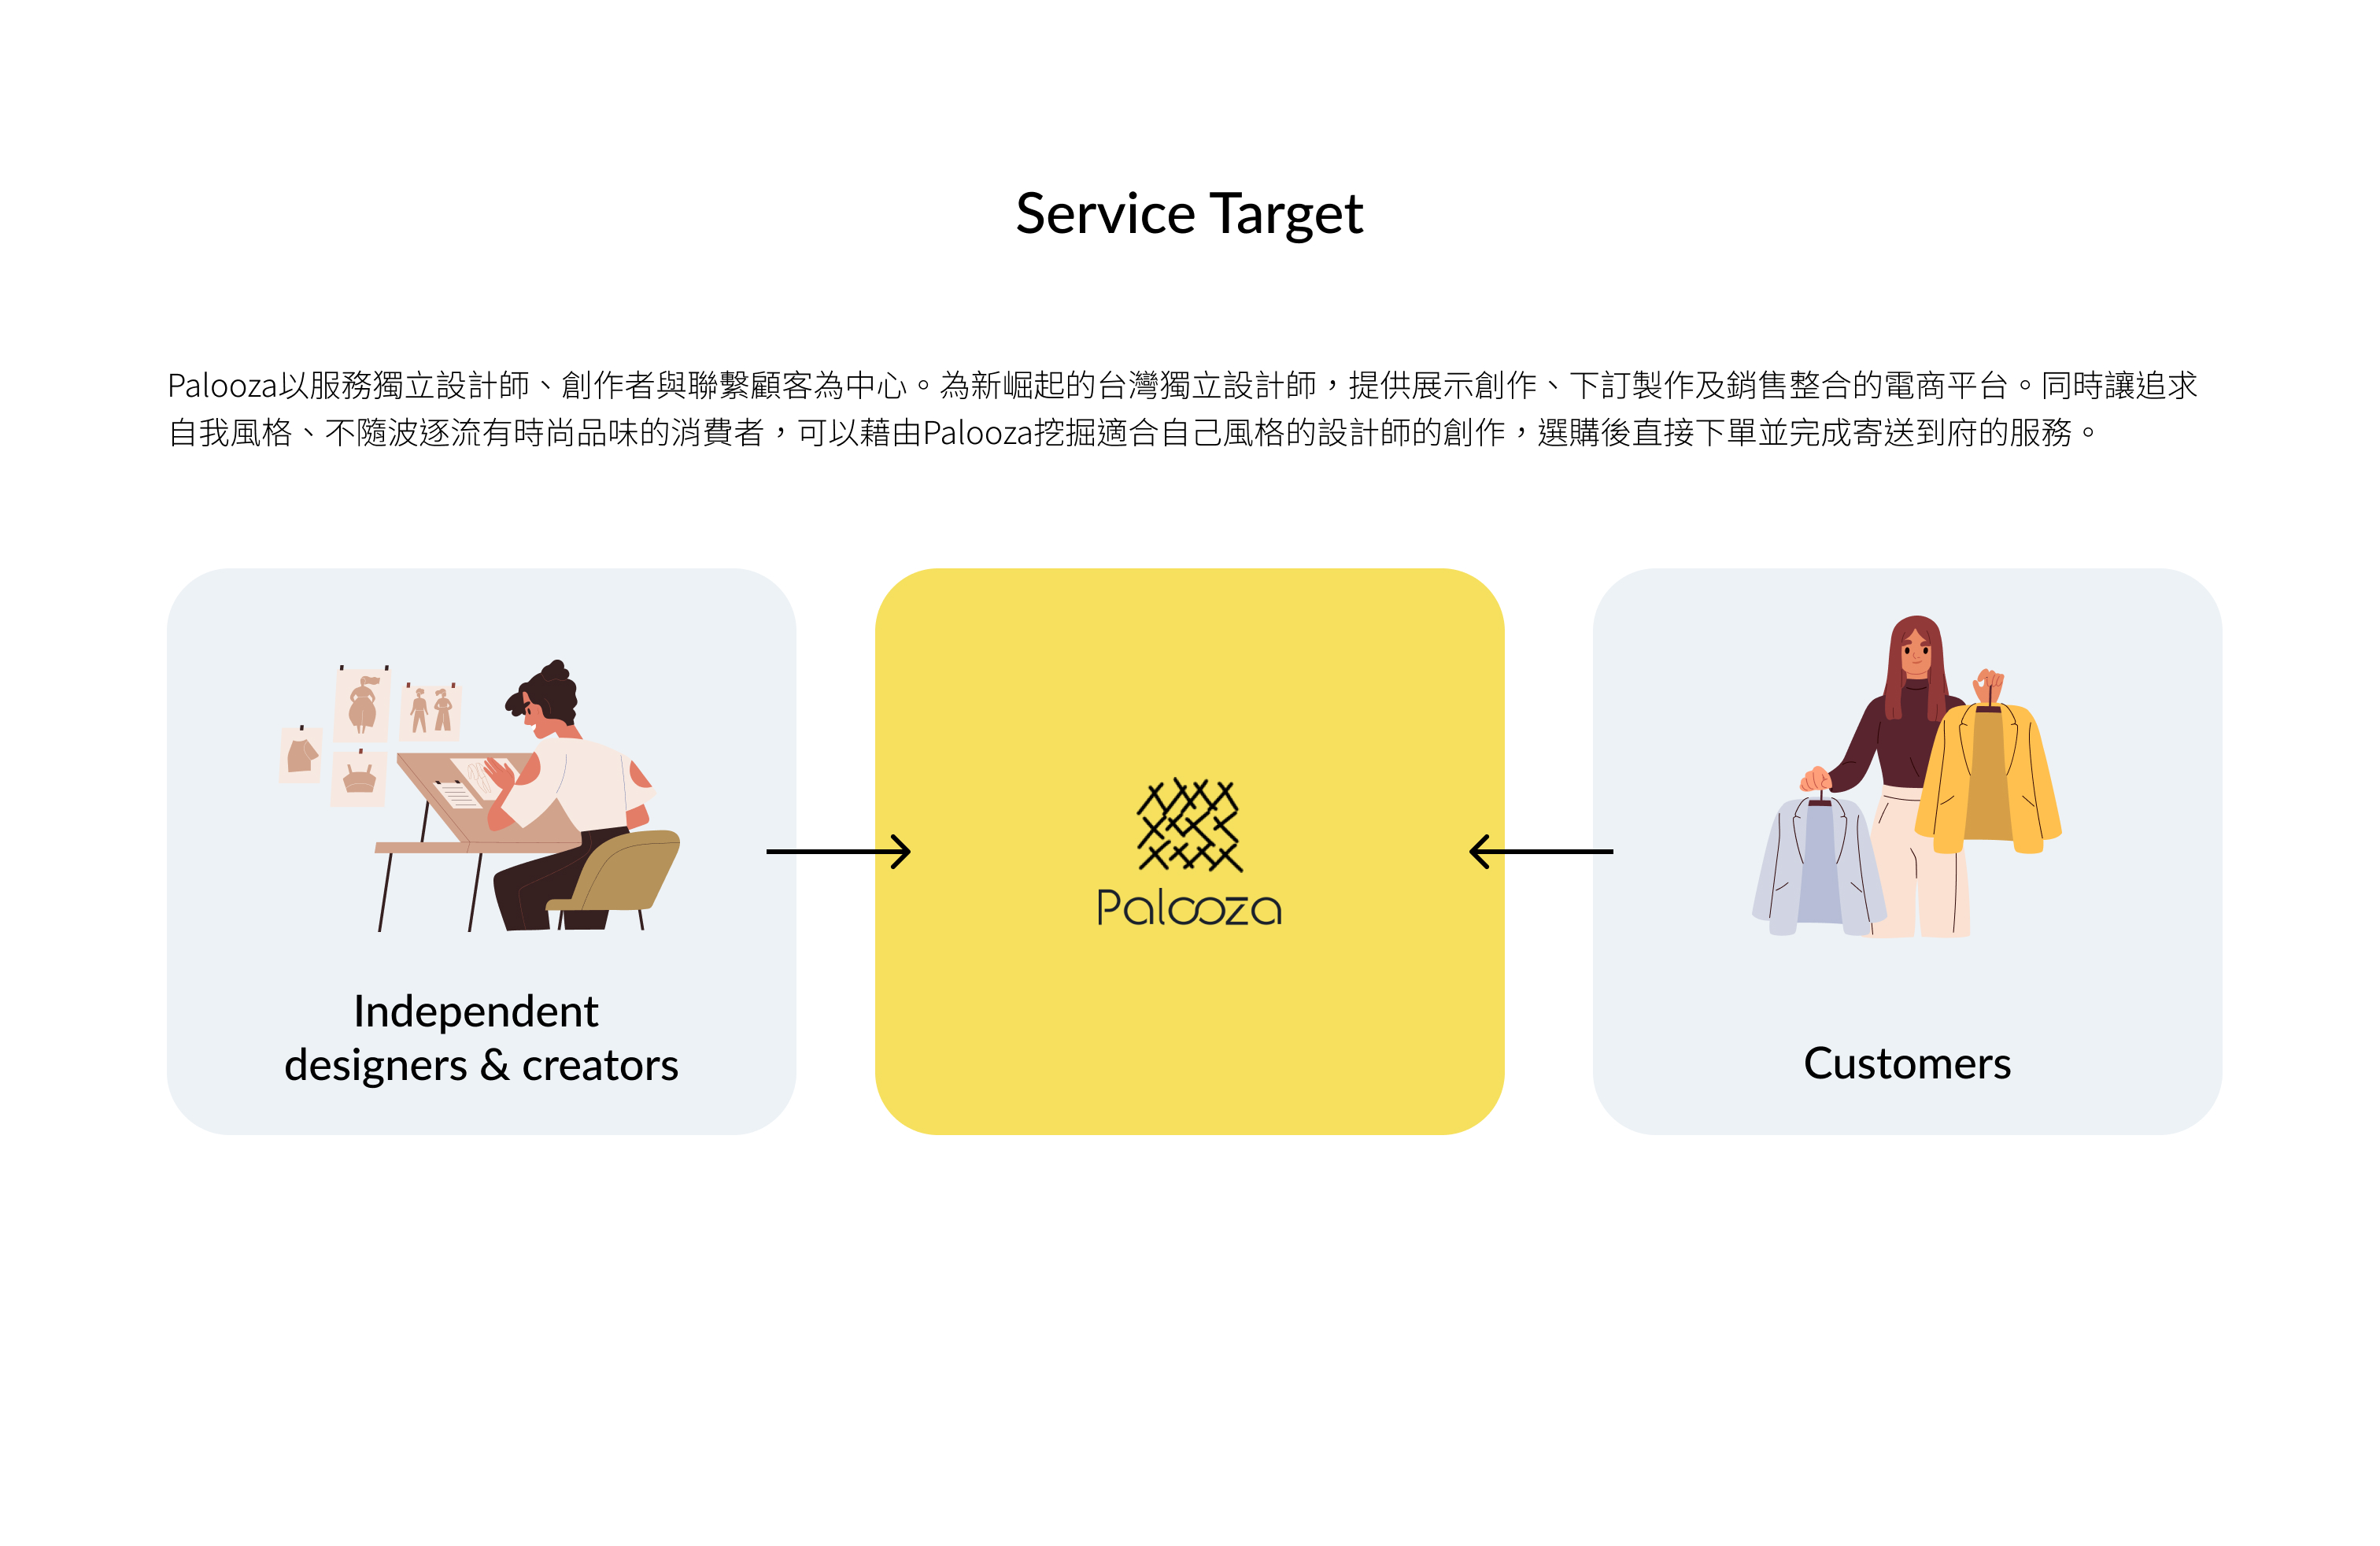 Service Target
Palooza以服務獨立設計師、創作者與聯繫顧客為中心。為新崛起的台灣獨立設計師，提供展示創作、下訂製作及銷售整合的電商平台。同時讓追求
自我風格、不隨波逐流有時尚品味的消費者，可以藉由Palooza挖掘適合自己風格的設計師的創作，選購後直接下單並完成寄送到府的服務。
Palooza
Independent
designers & creators
Customers